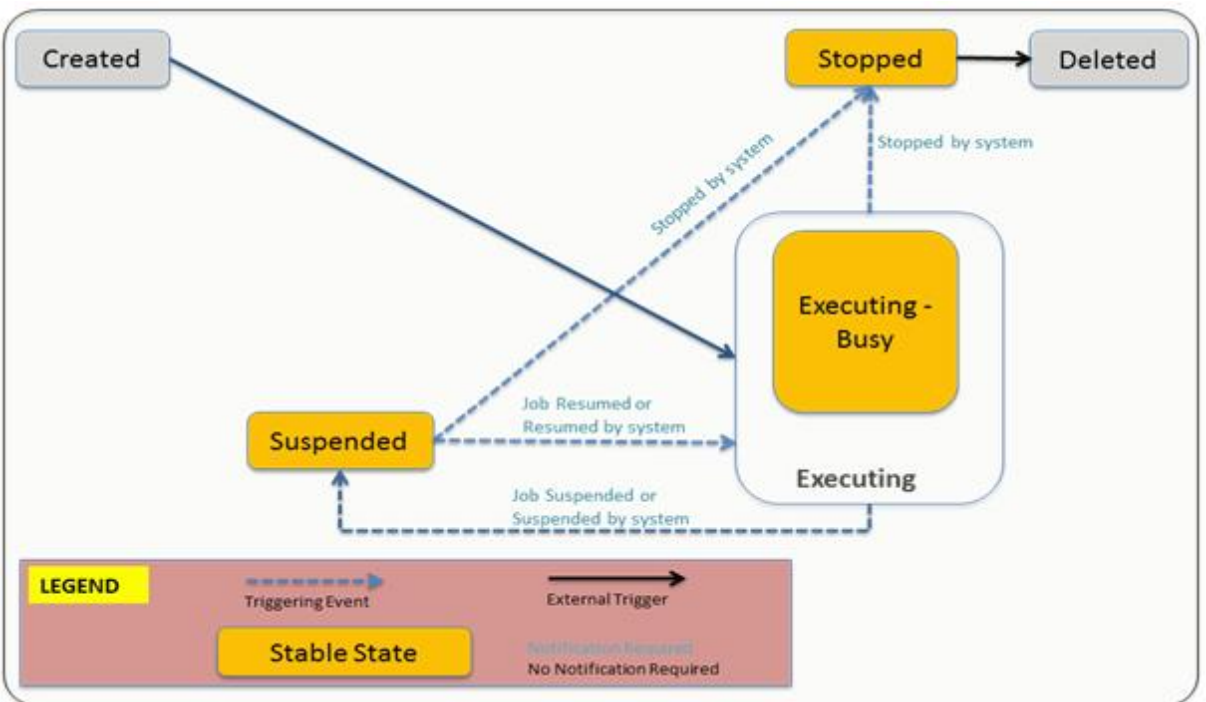 Created
Stopped
Deleted
Stopped by system
Stopped by system
Executing -
Busy
Job Resumed or
Resumed by system
Suspended
Executing
Job Suspended or
Suspended by system
LEGEND
Triggering Event
External Trigger
Stable State
Notification Required
No Notification Required